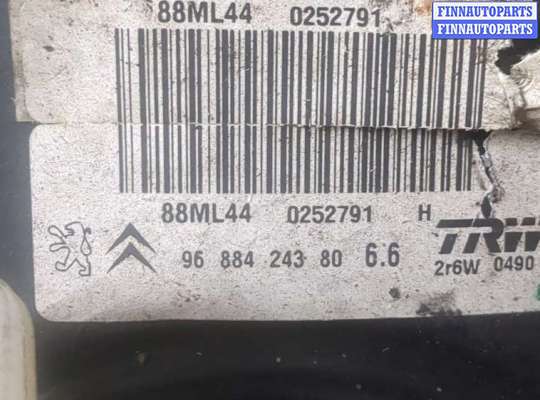 FINNAUTOPARTS
FINNAUTOPARTS
88ML44 0252791
88ML44 0252791 H
TRW
96 884 243 80 6.6
2r6W 0490